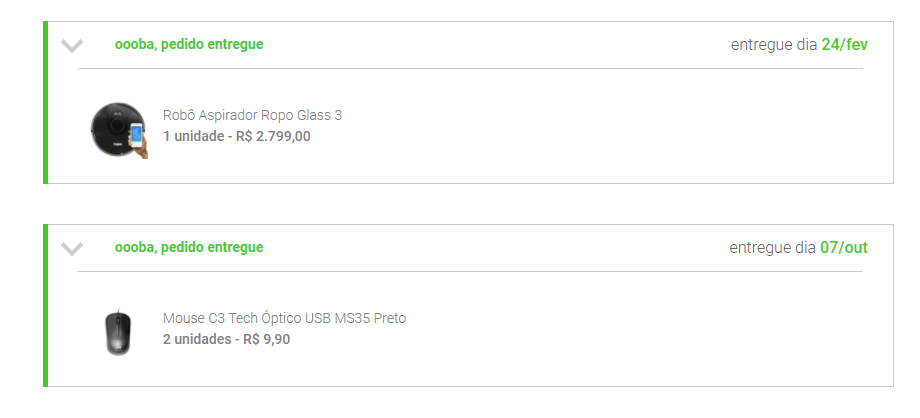 oooba, pedido entregue
entregue dia 24/fev
Robô Aspirador Ropo Glass 3
1 unidade - R$ 2.799,00
oooba, pedido entregue
entregue dia 07/out
Mouse C3 Tech Óptico USB MS35 Preto
2 unidades - R$ 9,90